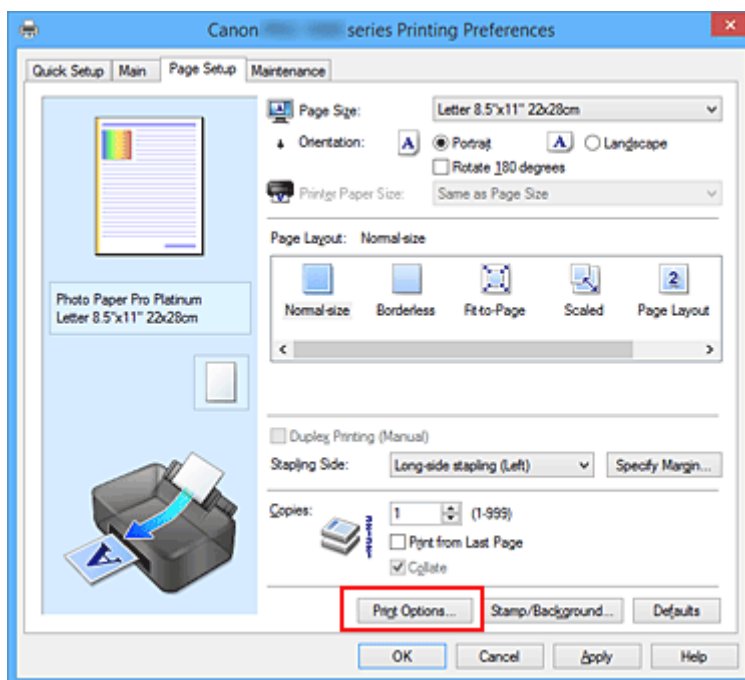 Canon series Printing Preferences
Quick Setup Main Page Setup Maintenance
Page Size: Letter 8.5"x11" 22x28cm
Orientation: A Portrait A Landscape
Rotate 180 degrees
Printer Paper Size: Same as Page Size
Page Layout: Normal-size
Normal-size Borderless Fit-to-Page Scaled 2 Page Layout
Photo Paper Pro Platinum
Letter 8.5"x11" 22x28cm
Duplex Printing (Manual)
Stapling Side: Long-side stapling (Left) Specify Margin...
Copies: 1 (1-999)
Print from Last Page
Collate
Print Options... Stamp/Background... Defaults
OK Cancel Apply Help